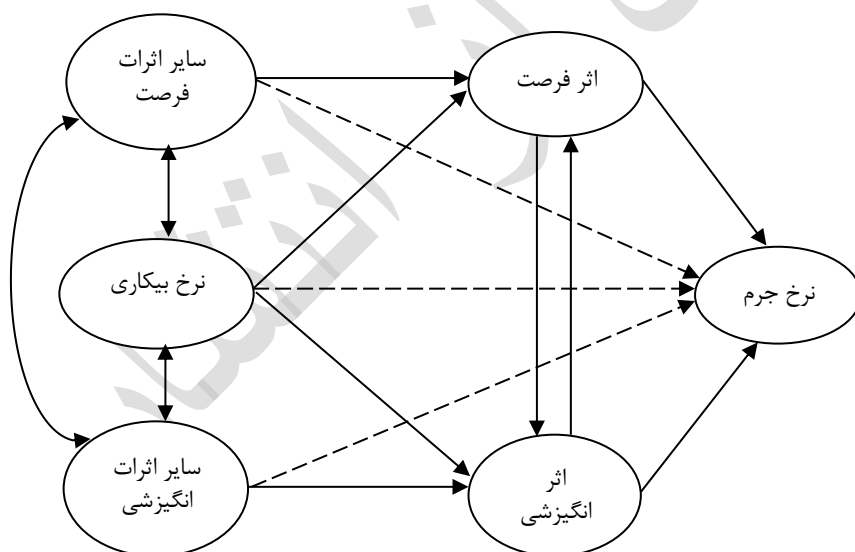 سایر اثرات
فرصت
اثر فرصت
نرخ بیکاری
نرخ جرم
سایر اثرات
انگیزشی
اثر
انگیزشی